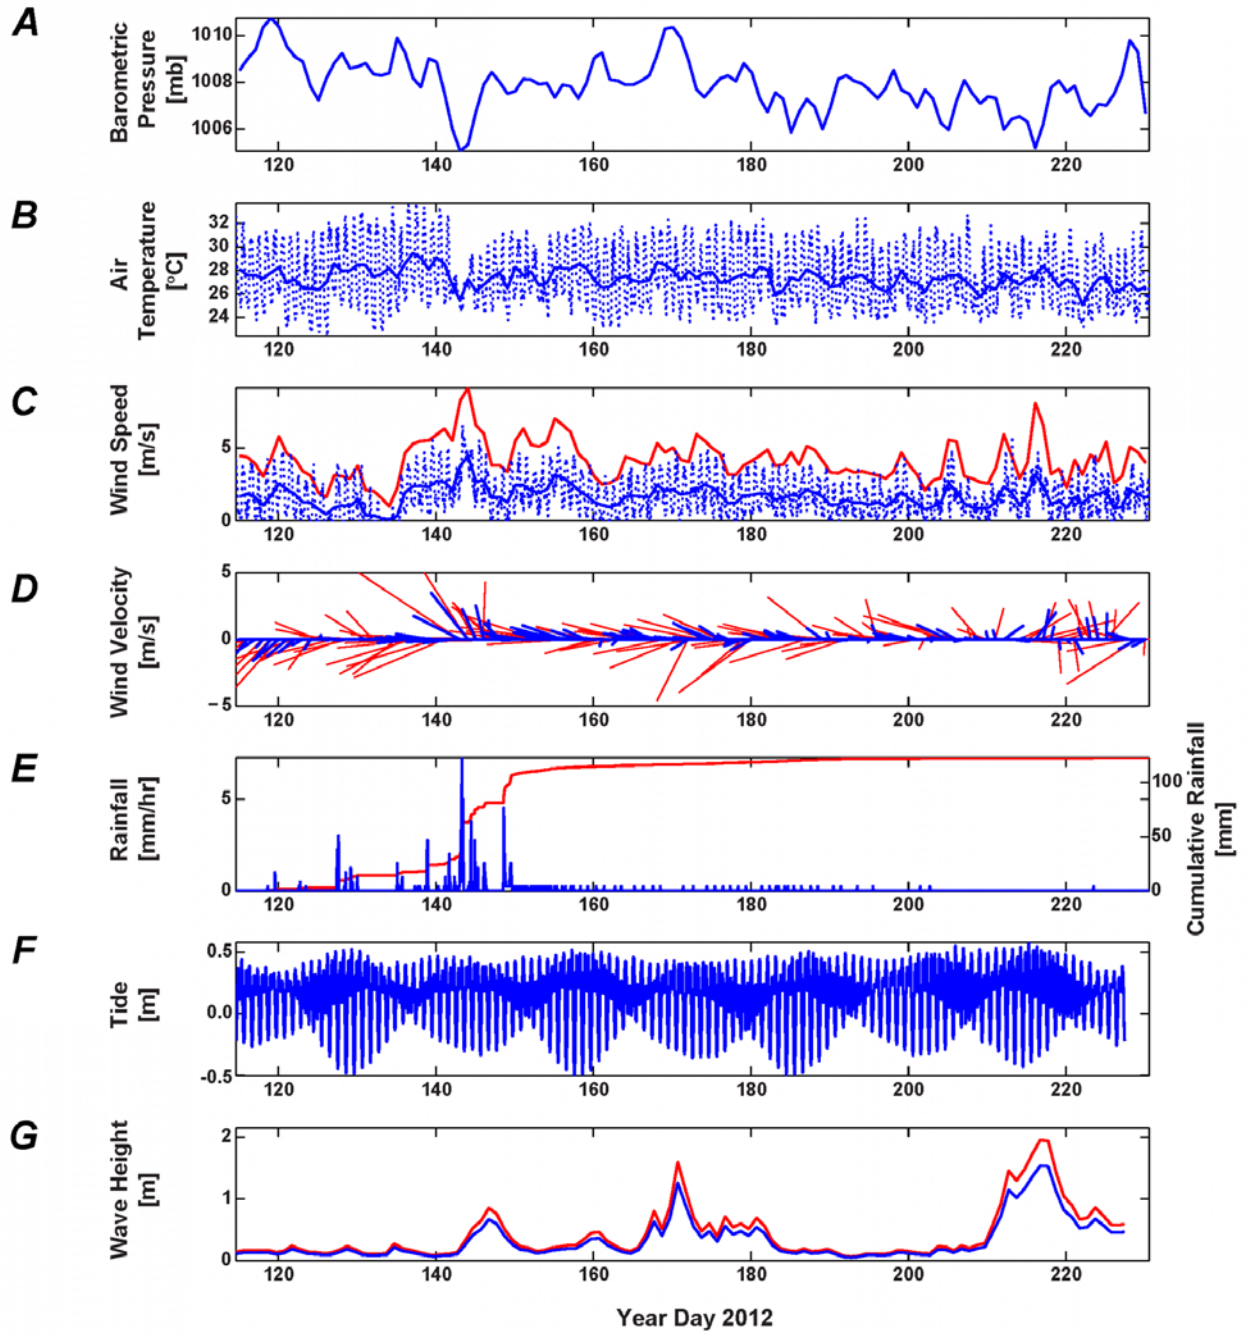 A
Barometric
Pressure
[mb]
1010
1008
1006
120 140 160 180 200 220
B
Air
Temperature
[°C]
32
30
28
26
24
120 140 160 180 200 220
C
Wind Speed
[m/s]
5
0
120 140 160 180 200 220
D
Wind Velocity
[m/s]
5
0
−5
120 140 160 180 200 220
E
Rainfall
[mm/hr]
5
0
100
50
0
Cumulative Rainfall
[mm]
120 140 160 180 200 220
F
Tide
[m]
0.5
0.0
-0.5
120 140 160 180 200 220
G
Wave Height
[m]
2
1
0
120 140 160 180 200 220
Year Day 2012